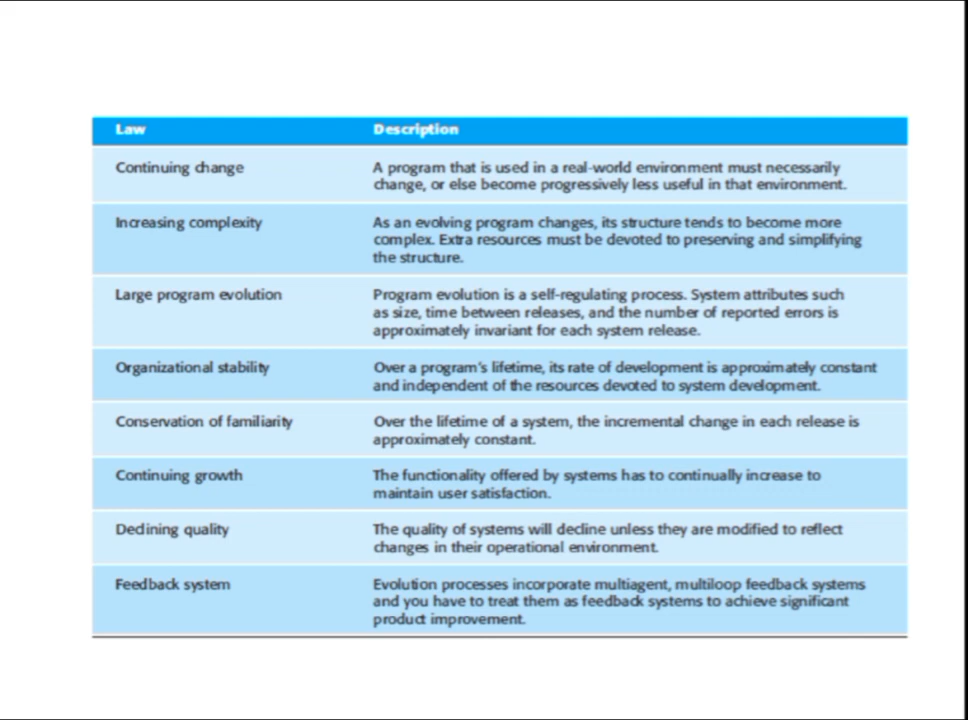 Law Description
Continuing change A program that is used in a real-world environment must necessarily
change, or else become progressively less useful in that environment.
Increasing complexity As an evolving program changes, its structure tends to become more
complex. Extra resources must be devoted to preserving and simplifying
the structure.
Large program evolution Program evolution is a self-regulating process. System attributes such
as size, time between releases, and the number of reported errors is
approximately invariant for each system release.
Organizational stability Over a program's lifetime, its rate of development is approximately constant
and independent of the resources devoted to system development.
Conservation of familiarity Over the lifetime of a system, the incremental change in each release is
approximately constant.
Continuing growth The functionality offered by systems has to continually increase to
maintain user satisfaction.
Declining quality The quality of systems will decline unless they are modified to reflect
changes in their operational environment.
Feedback system Evolution processes incorporate multiagent, multiloop feedback systems
and you have to treat them as feedback systems to achieve significant
product improvement.